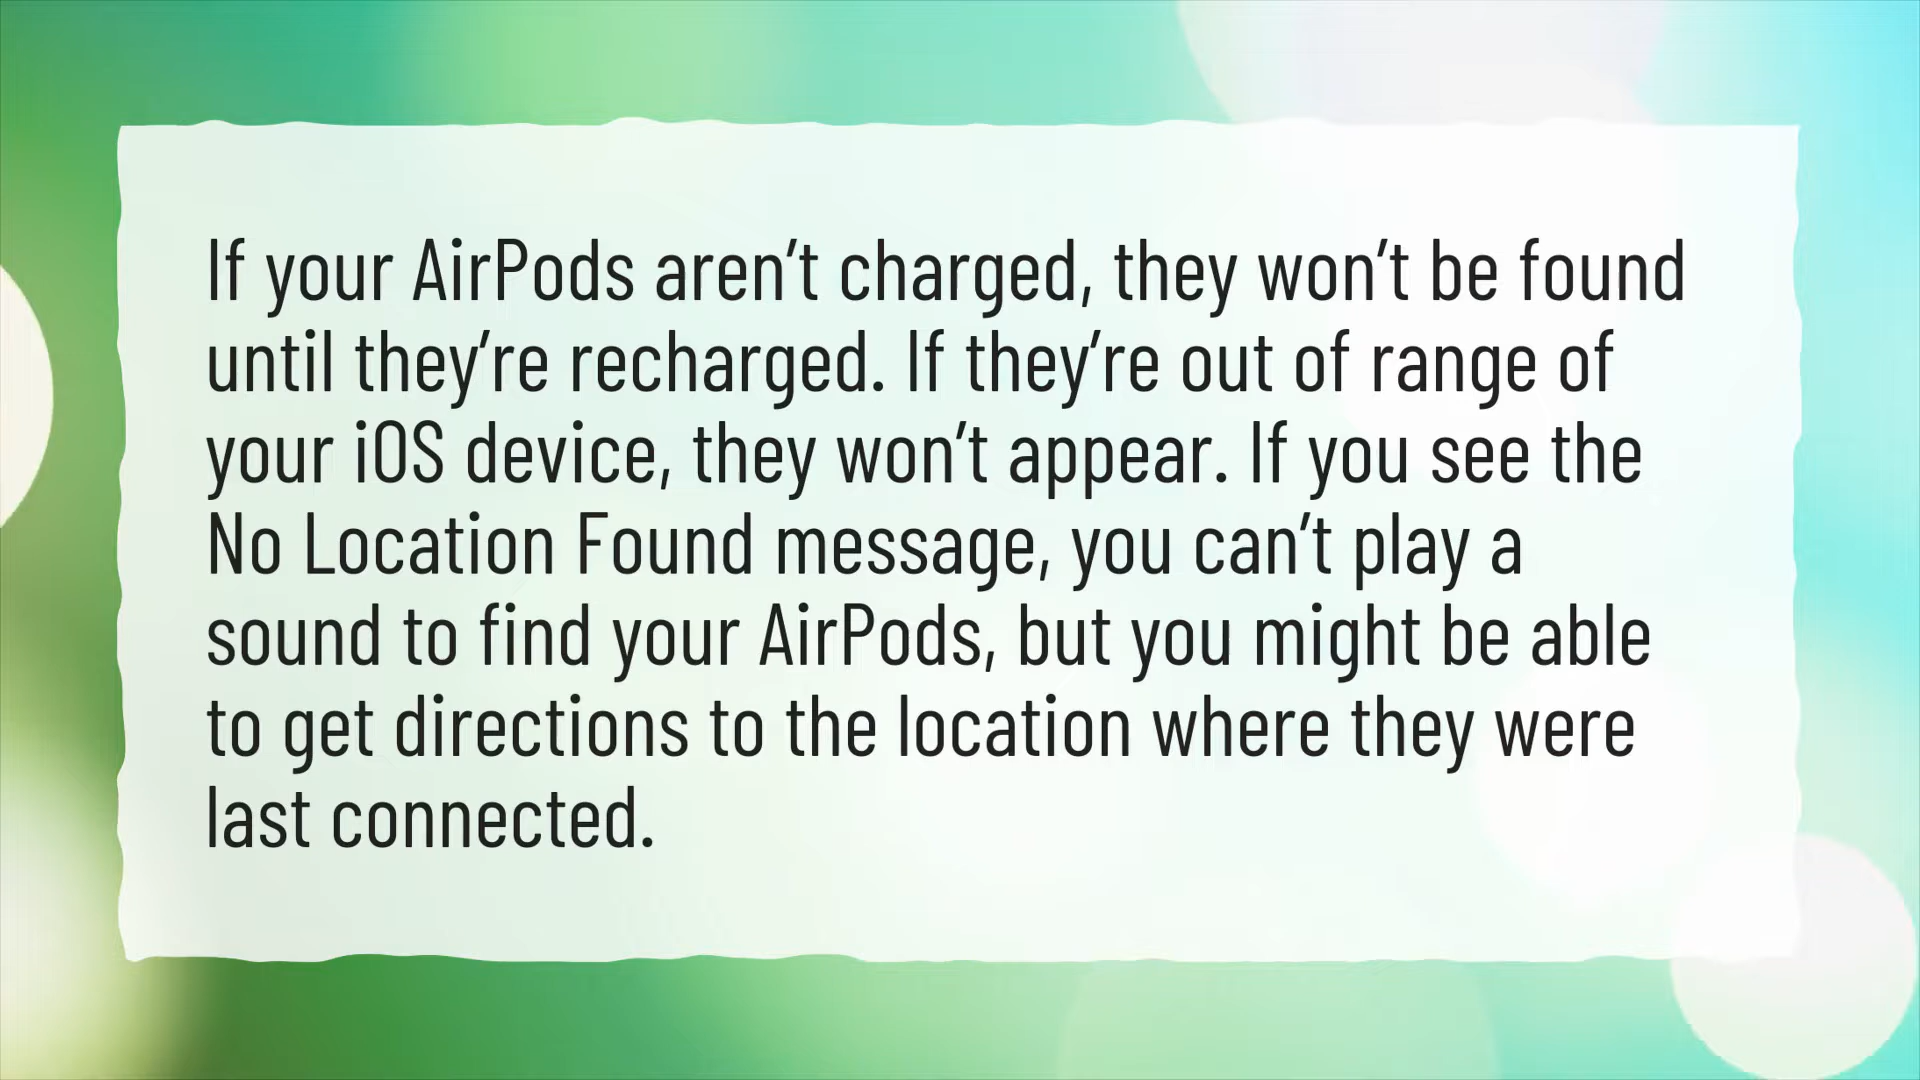 If your AirPods aren’t charged, they won’t be found
until they’re recharged. If they’re out of range of
your iOS device, they won’t appear. If you see the
No Location Found message, you can’t play a
sound to find your AirPods, but you might be able
to get directions to the location where they were
last connected.